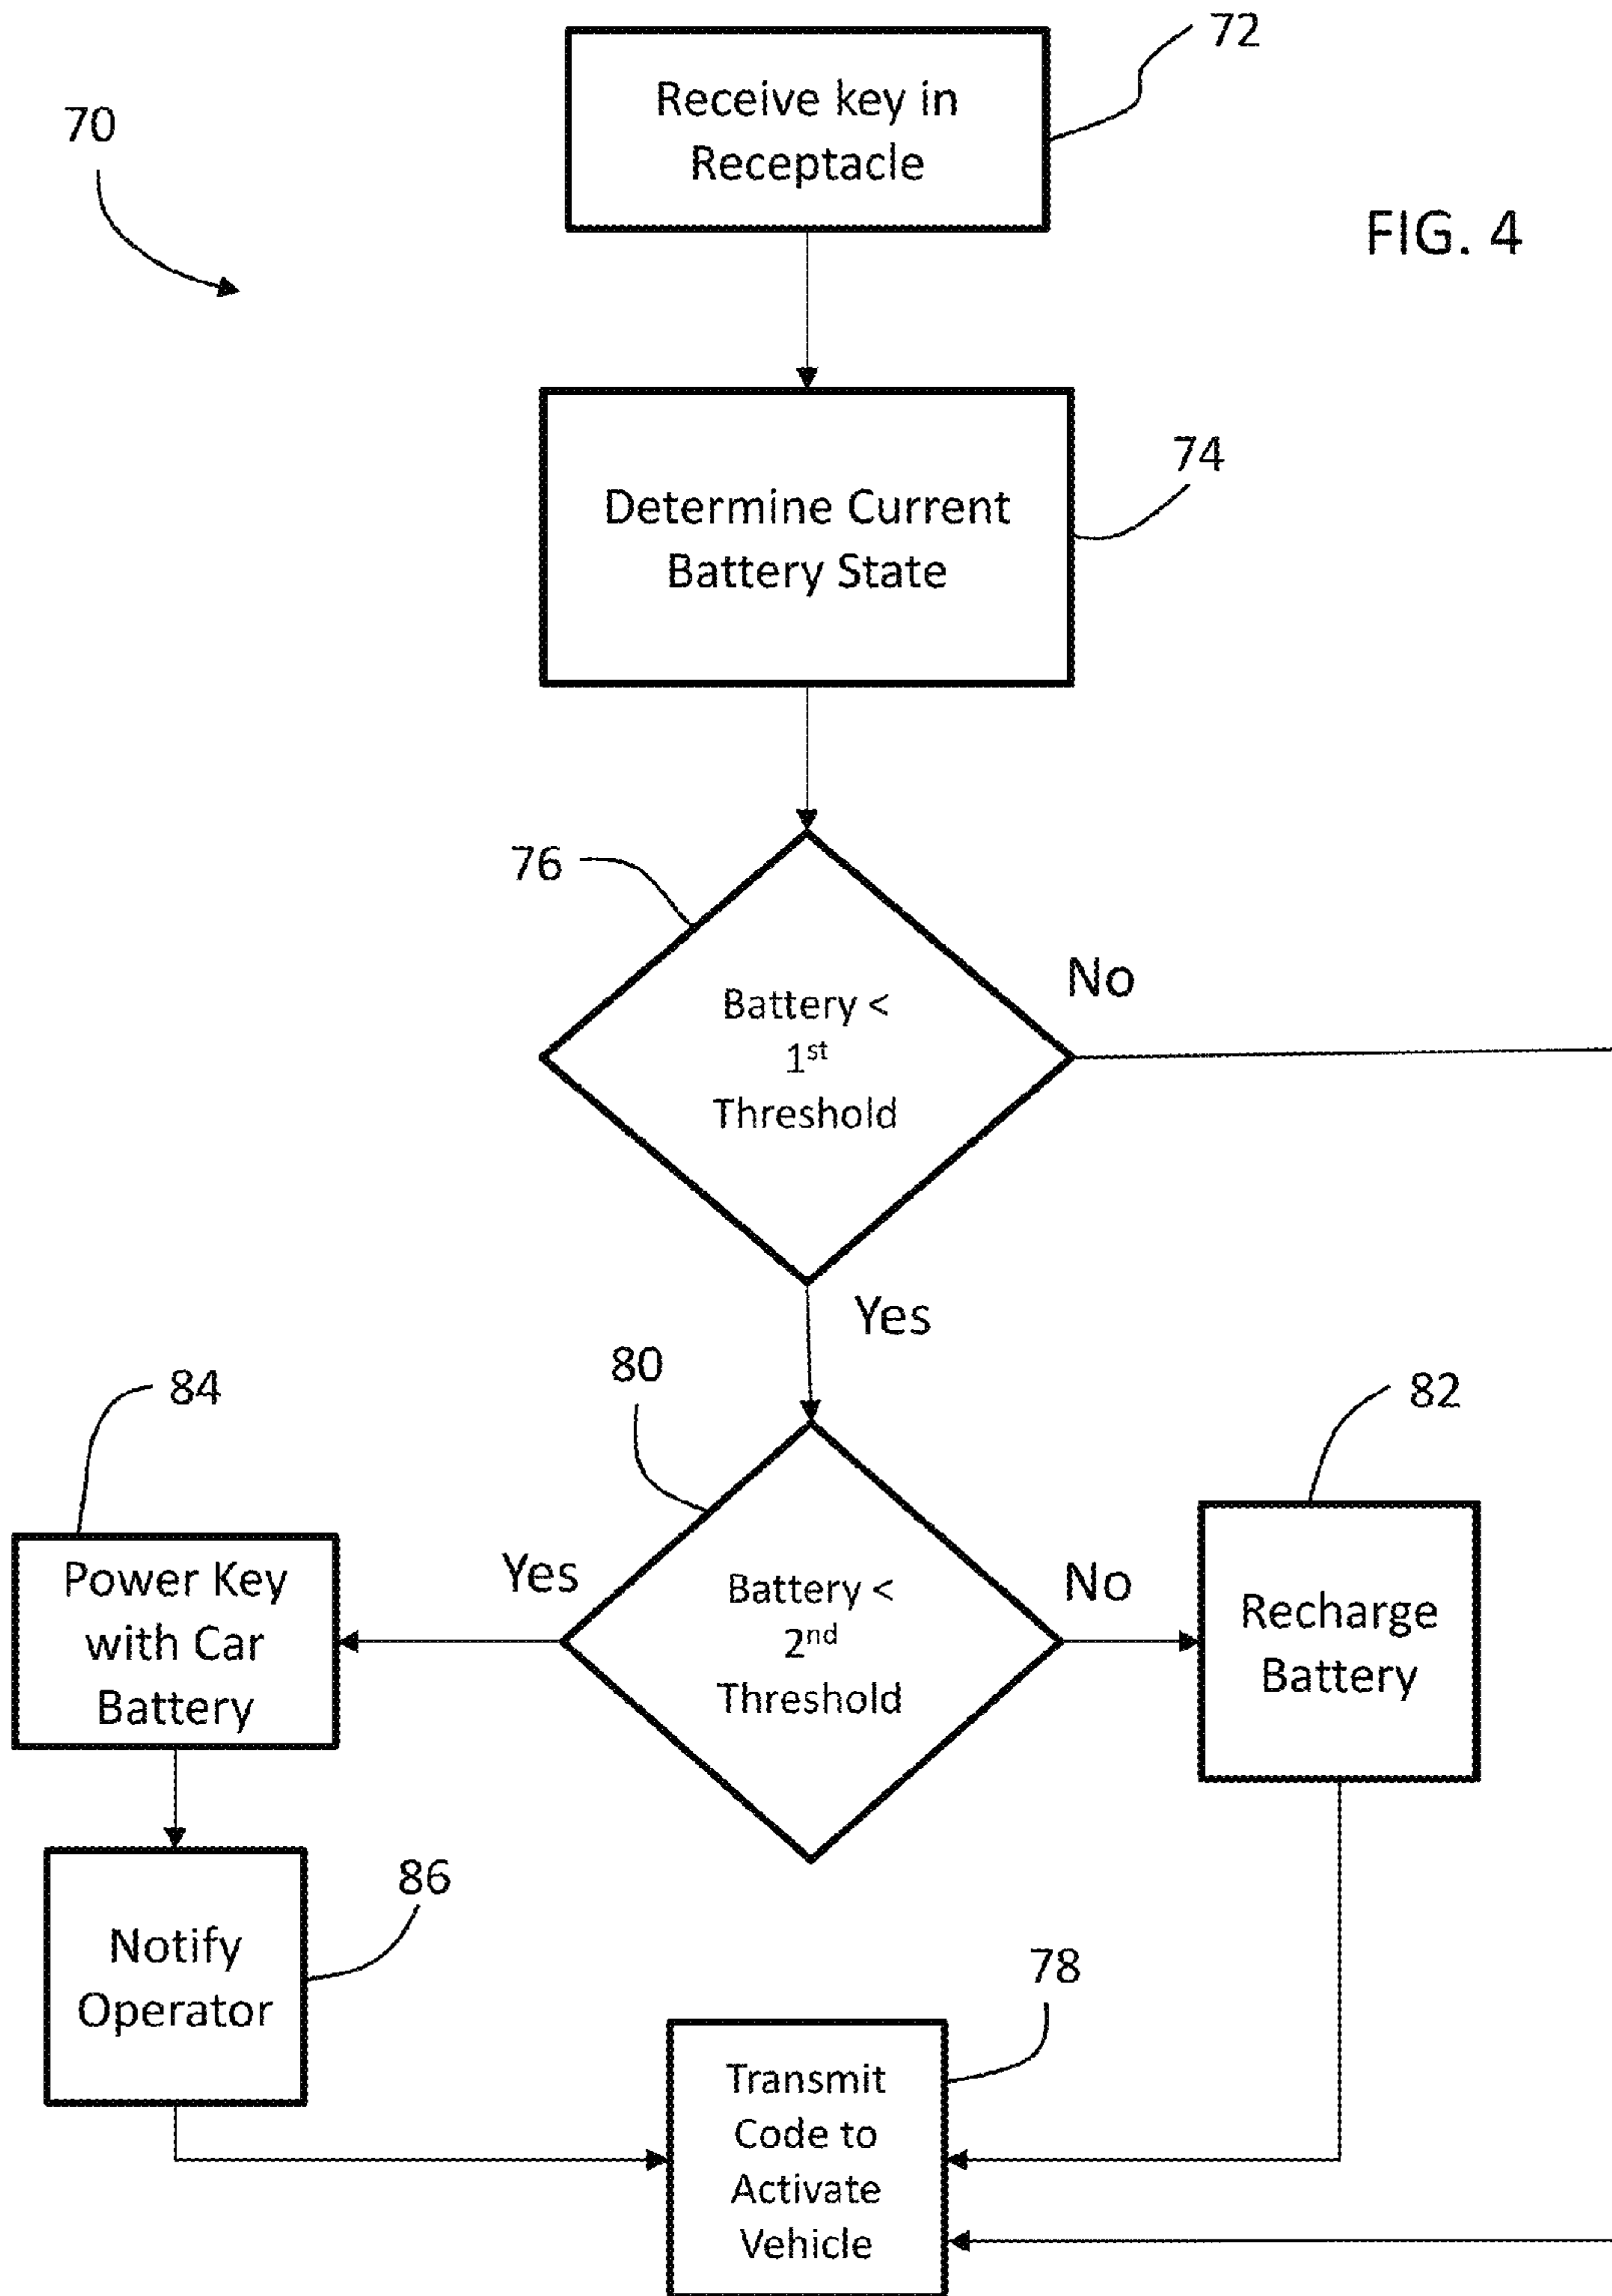 72
Receive key in
Receptacle
70
FIG. 4
74
Determine Current
Battery State
76
No
Battery <
1st
Threshold
Yes
80
84
82
Power Key
with Car
Battery
Yes
Battery <
2nd
Threshold
No
Recharge
Battery
86
Notify
Operator
78
Transmit
Code to
Activate
Vehicle